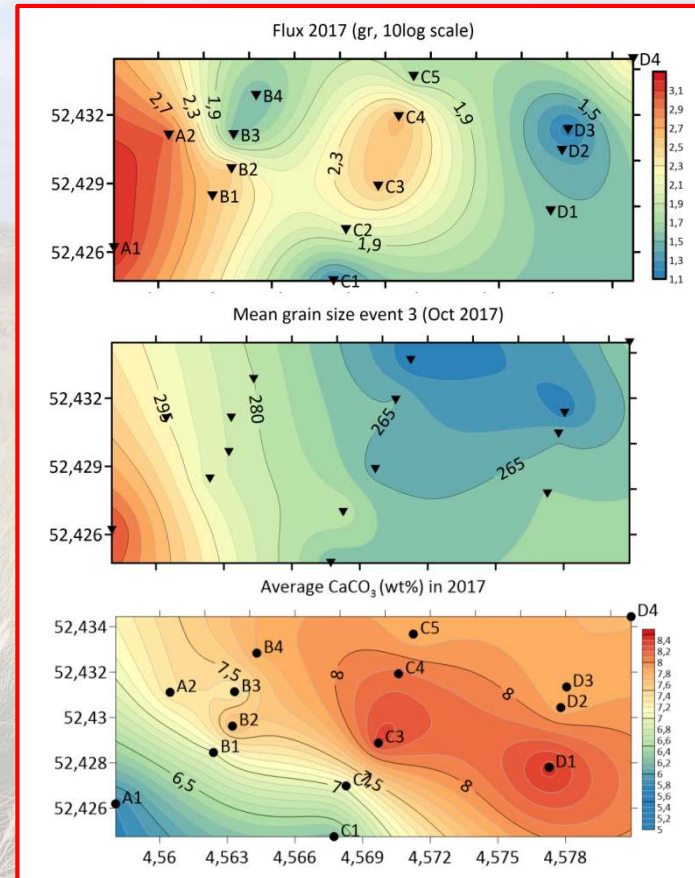 Flux 2017 (gr, 10log scale)
D4
C5
52,432
2,7
2,3
1,9
B4
C4
1,9
1,5
A2
B3
D3
D2
2,3
B2
52,429
B1
C3
D1
C2
52,426
A1
1,9
C1
3,1
2,9
2,7
2,5
2,3
2,1
1,9
1,7
1,5
1,3
1,1
Mean grain size event 3 (Oct 2017)
52,432
295
280
265
52,429
265
52,426
Average CaCO₃ (wt%) in 2017
D4
52,434
C5
B4
52,432
7,5
8
C4
8
A2
B3
D3
D2
52,43
B2
B1
C3
52,428
D1
6,5
7
7,5
8
C2
52,426
A1
C1
8,4
8,2
8
7,8
7,6
7,4
7,2
7
6,8
6,6
6,4
6,2
6
5,8
5,6
5,4
5,2
5
4,56 4,563 4,566 4,569 4,572 4,575 4,578